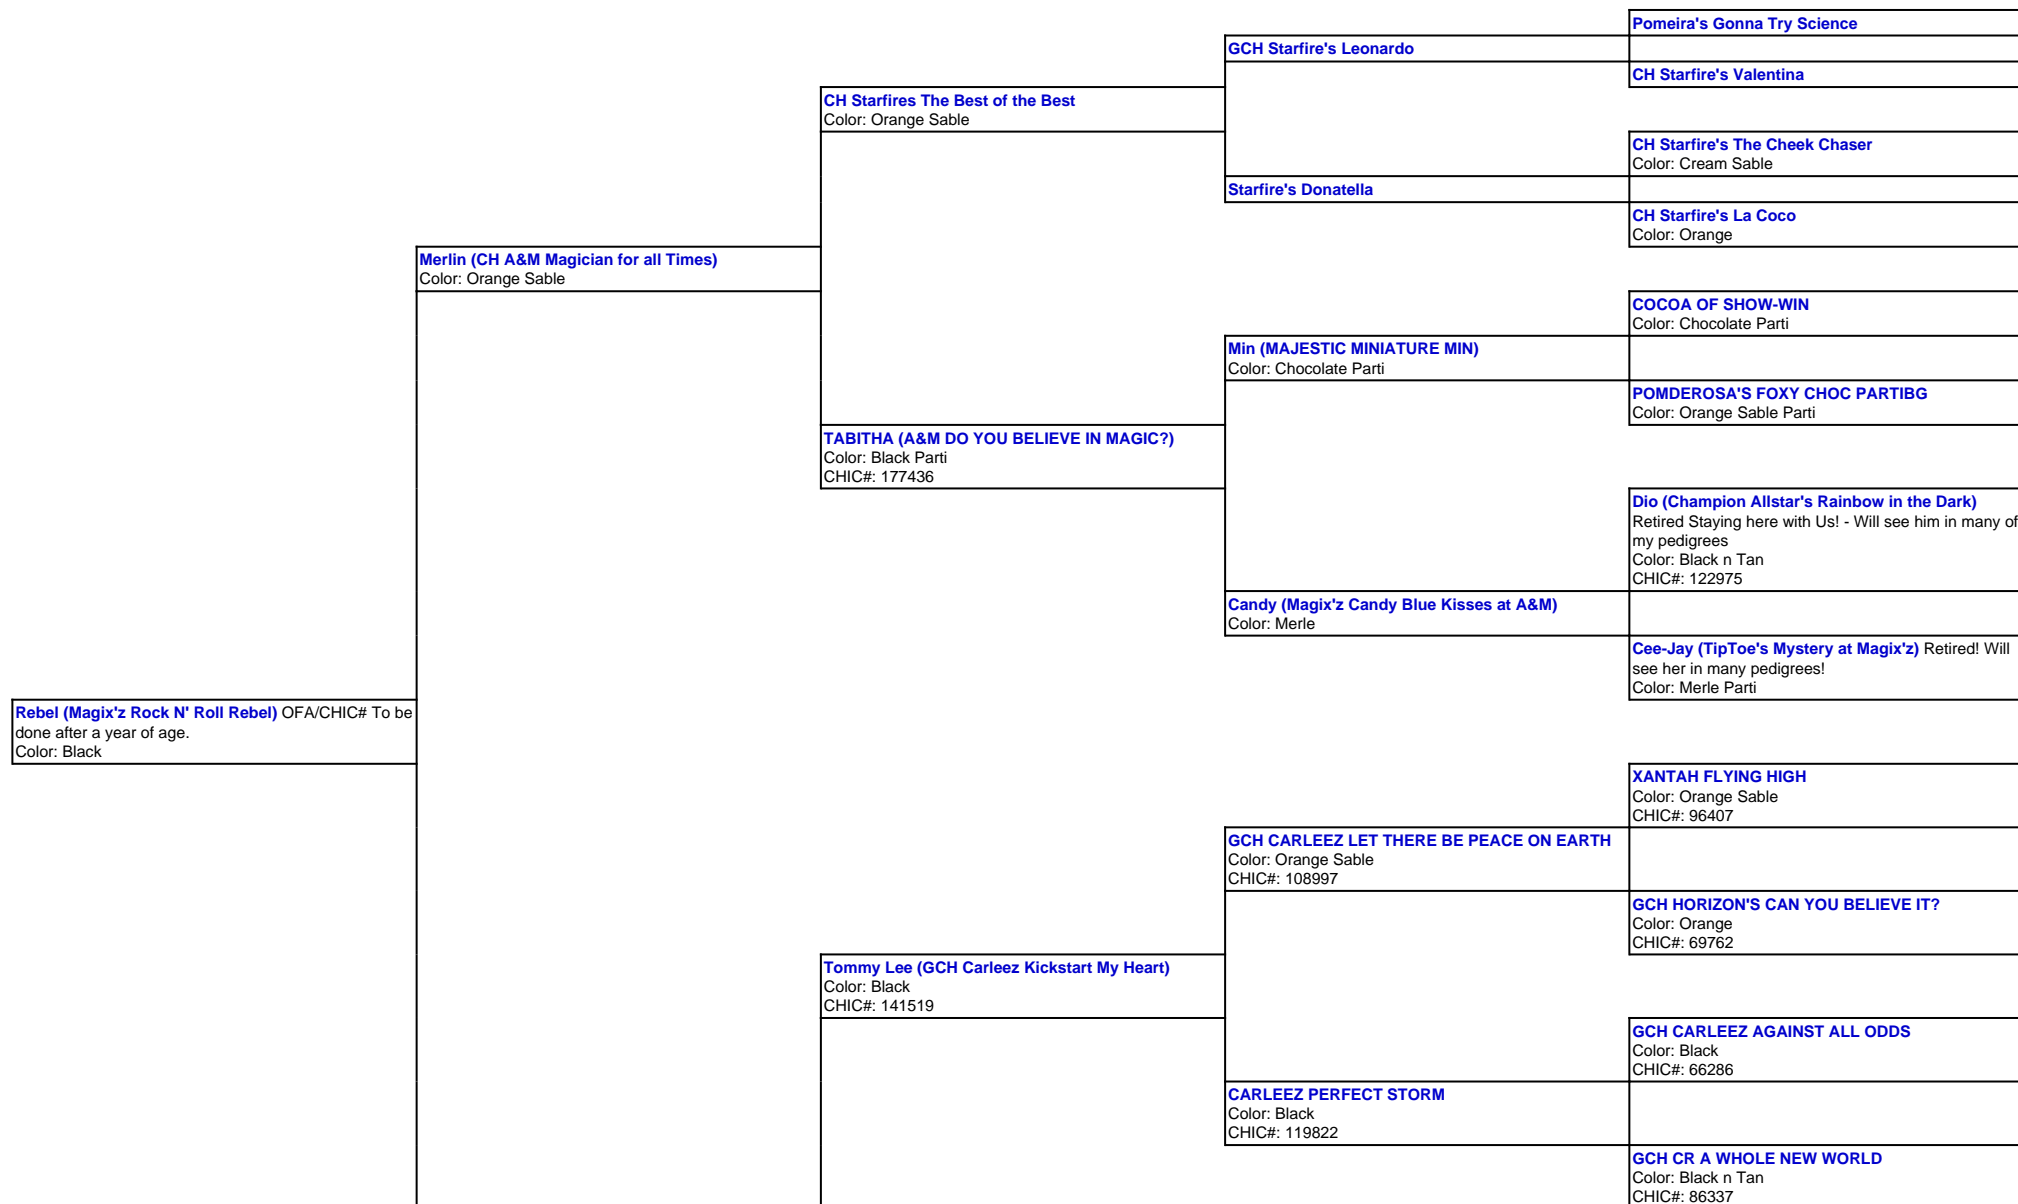 Pomeira's Gonna Try Science
GCH Starfire's Leonardo
CH Starfire's Valentina
CH Starfires The Best of the Best
Color: Orange Sable
CH Starfire's The Cheek Chaser
Color: Cream Sable
Starfire's Donatella
CH Starfire's La Coco
Color: Orange
Merlin (CH A&M Magician for all Times)
Color: Orange Sable
COCOA OF SHOW-WIN
Color: Chocolate Parti
Min (MAJESTIC MINIATURE MIN)
Color: Chocolate Parti
POMDEROSA'S FOXY CHOC PARTIBG
Color: Orange Sable Parti
TABITHA (A&M DO YOU BELIEVE IN MAGIC?)
Color: Black Parti
CHIC#: 177436
Dio (Champion Allstar's Rainbow in the Dark)
Retired Staying here with Us! - Will see him in many of
my pedigrees
Color: Black n Tan
CHIC#: 122975
Candy (Magix'z Candy Blue Kisses at A&M)
Color: Merle
Cee-Jay (TipToe's Mystery at Magix'z) Retired! Will
see her in many pedigrees!
Color: Merle Parti
Rebel (Magix'z Rock N' Roll Rebel) OFA/CHIC# To be
done after a year of age.
Color: Black
XANTAH FLYING HIGH
Color: Orange Sable
CHIC#: 96407
GCH CARLEEZ LET THERE BE PEACE ON EARTH
Color: Orange Sable
CHIC#: 108997
GCH HORIZON'S CAN YOU BELIEVE IT?
Color: Orange
CHIC#: 69762
Tommy Lee (GCH Carleez Kickstart My Heart)
Color: Black
CHIC#: 141519
GCH CARLEEZ AGAINST ALL ODDS
Color: Black
CHIC#: 66286
CARLEEZ PERFECT STORM
Color: Black
CHIC#: 119822
GCH CR A WHOLE NEW WORLD
Color: Black n Tan
CHIC#: 86337